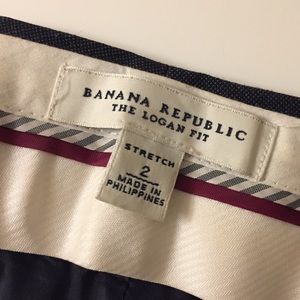 BANANA REPUBLIC
THE LOGAN FIT
STRETCH
2
MADE IN
PHILIPPINES